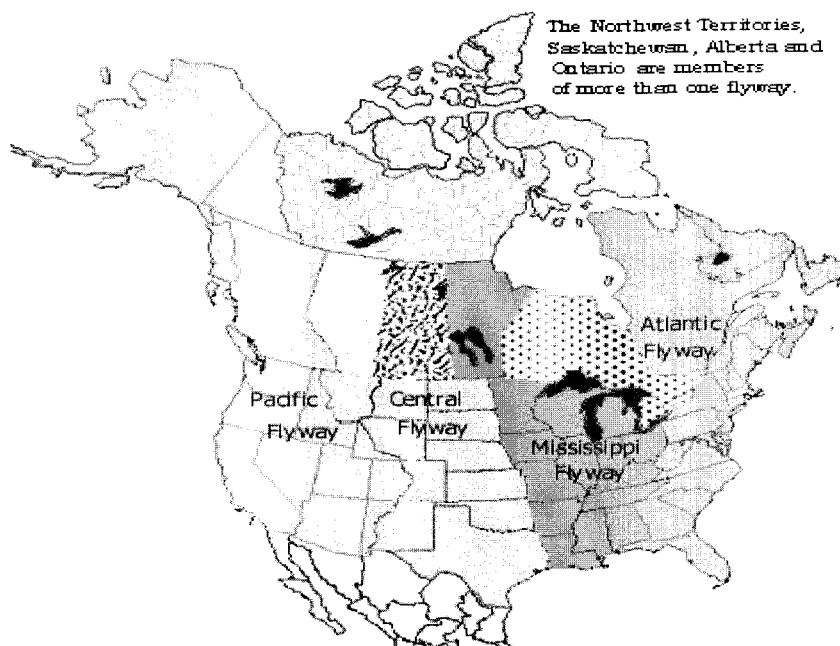 The Northwest Territories,
Saskatchewan, Alberta and
Ontario are members
of more than one flyway.
Atlantic
Flyway
Pacific
Flyway
Central
Flyway
Mississippi
Flyway